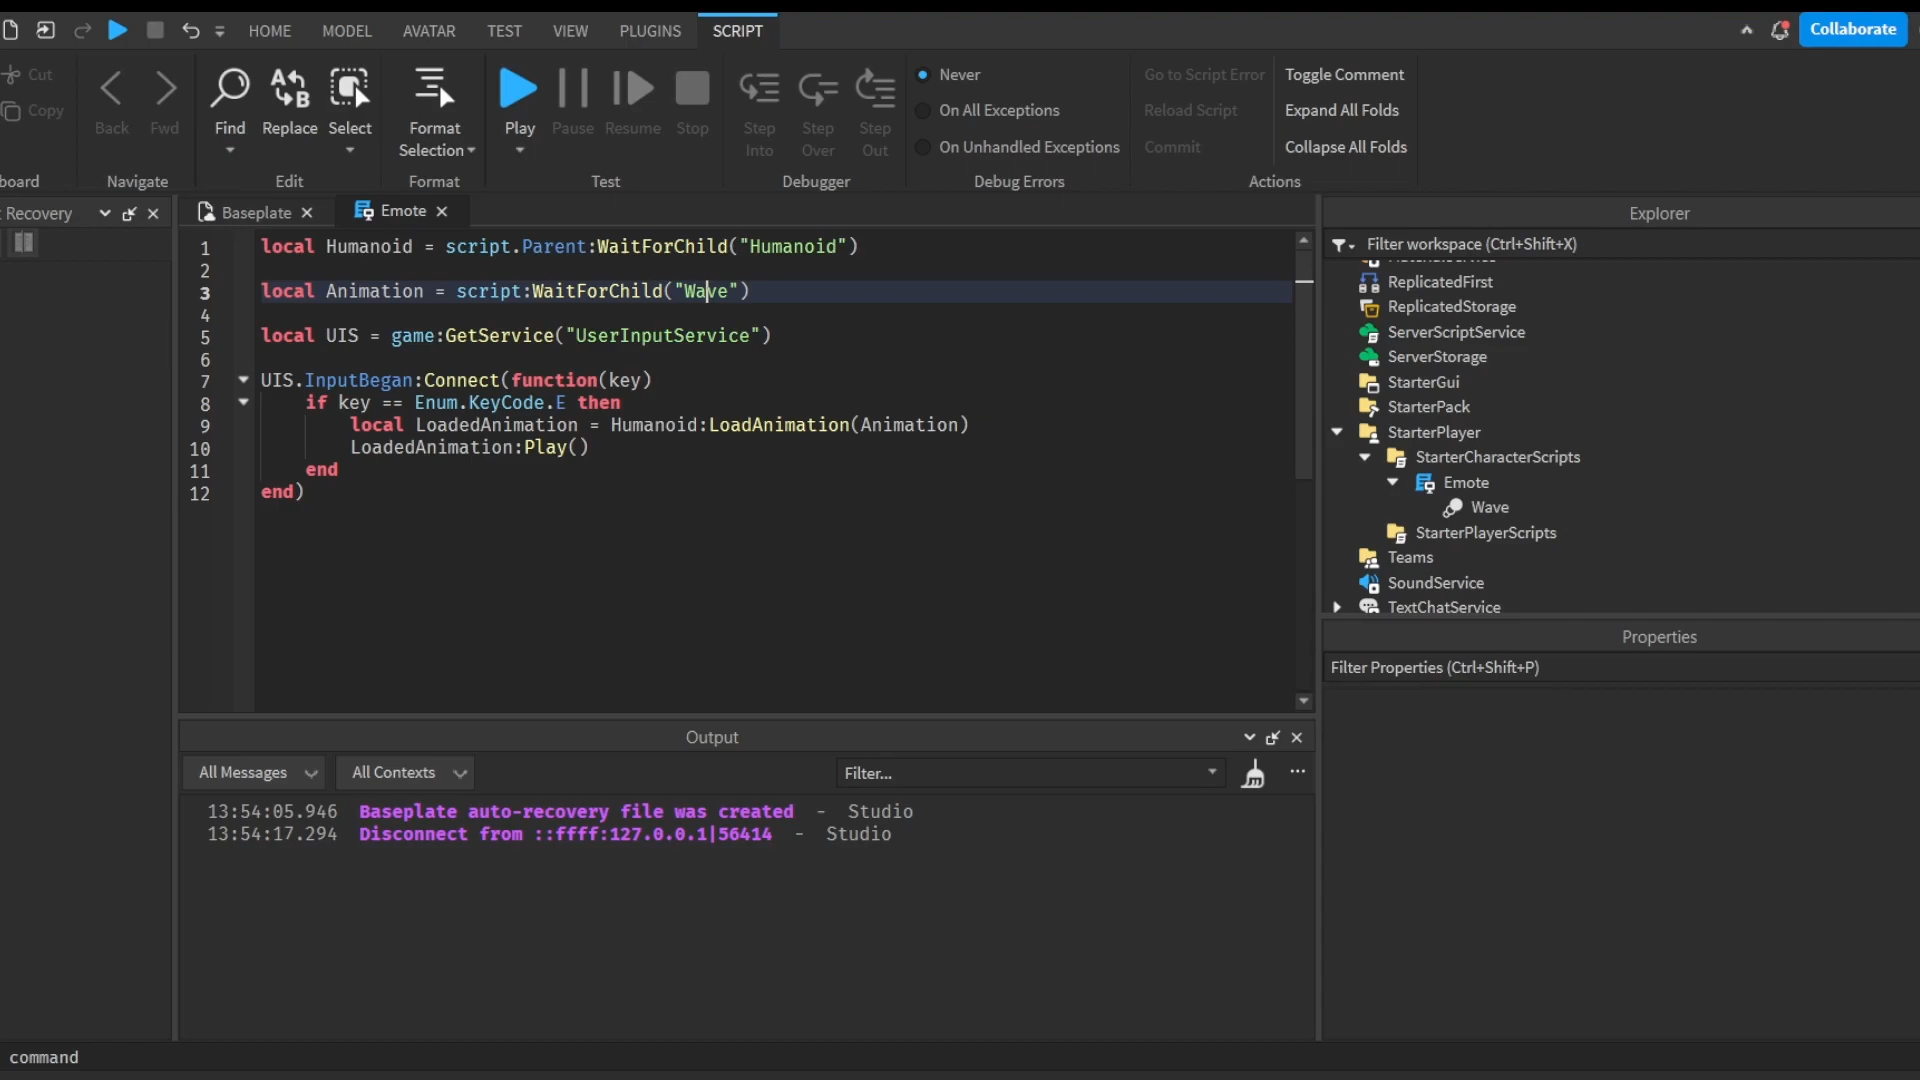 HOME MODEL AVATAR TEST VIEW PLUGINS SCRIPT Collaborate
Cut
Copy
Back Fwd
Navigate
Find Replace Select
Edit
Format
Selection
Format
Play Pause Resume Stop
Test
Step Into
Step Over
Step Out
Debugger
Never
On All Exceptions
On Unhandled Exceptions
Debug Errors
Go to Script Error
Reload Script
Commit
Toggle Comment
Expand All Folds
Collapse All Folds
Actions
board
Recovery
Baseplate Emote
1 local Humanoid = script.Parent:WaitForChild("Humanoid")
2
3 local Animation = script:WaitForChild("Wave")
4
5 local UIS = game:GetService("UserInputService")
6
7 UIS.InputBegan:Connect(function(key)
8 if key == Enum.KeyCode.E then
9 local LoadedAnimation = Humanoid:LoadAnimation(Animation)
10 LoadedAnimation:Play()
11 end
12 end)
Output
All Messages All Contexts Filter...
13:54:05.946 Baseplate auto-recovery file was created - Studio
13:54:17.294 Disconnect from ::ffff:127.0.0.1|56414 - Studio
Explorer
Filter workspace (Ctrl+Shift+X)
ReplicatedFirst
ReplicatedStorage
ServerScriptService
ServerStorage
StarterGui
StarterPack
StarterPlayer
StarterCharacterScripts
Emote
Wave
StarterPlayerScripts
Teams
SoundService
TextChatService
Properties
Filter Properties (Ctrl+Shift+P)
command